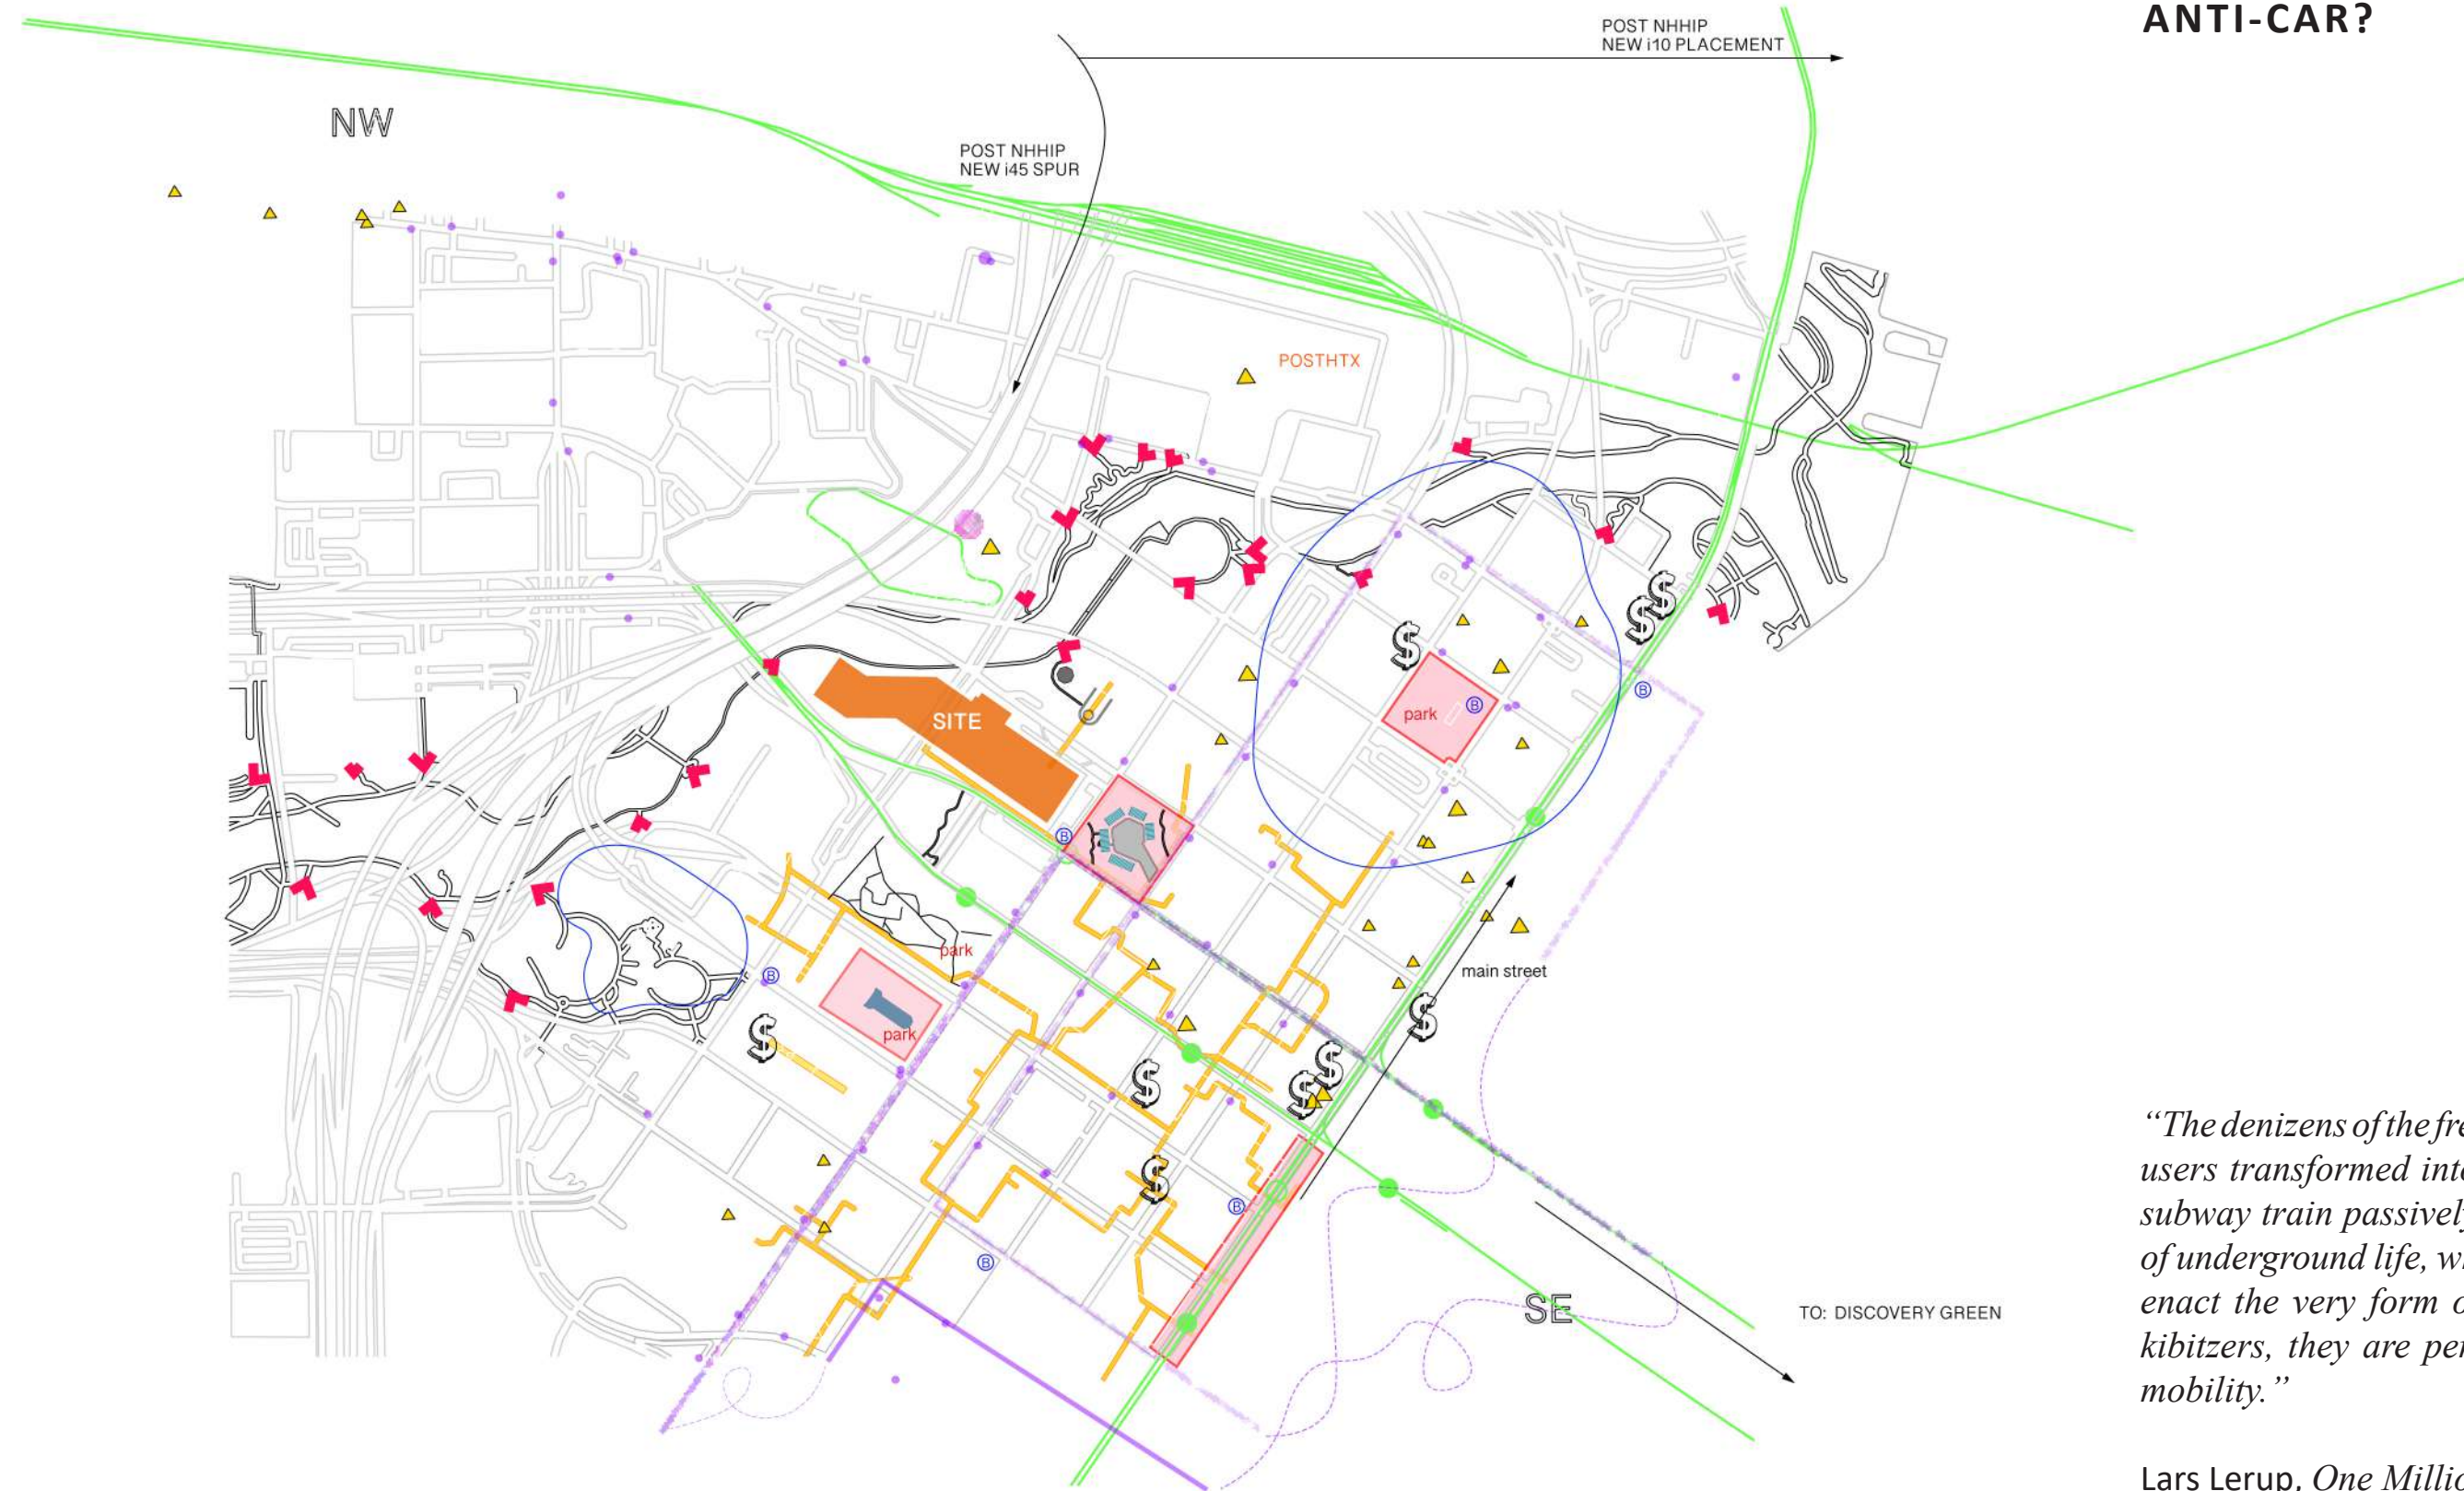 ANTI-CAR?
POST NHHIP
NEW i10 PLACEMENT
NW
POST NHHIP
NEW i45 SPUR
POSTHTX
$
$
$
park
B
B
SITE
B
park
B
main street
park
$
$
$
$
$
$
B
B
SE
TO: DISCOVERY GREEN
“The denizens of the fre
users transformed int
subway train passivel
of underground life, w
enact the very form o
kibitzers, they are per
mobility.”
Lars Lerup, One Millio